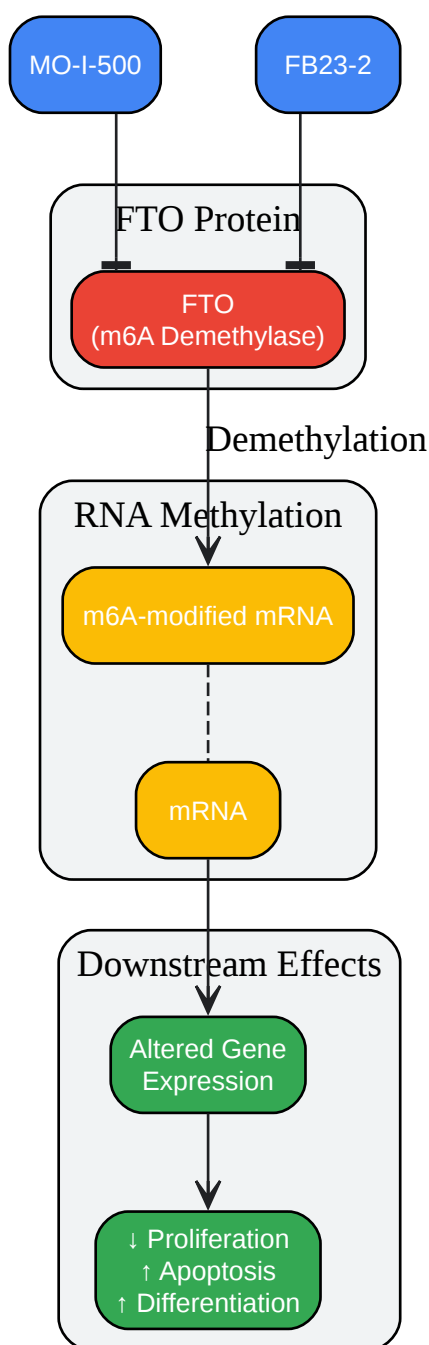 MO-I-500
FB23-2
FTO Protein
FTO
(m6A Demethylase)
Demethylation
RNA Methylation
m6A-modified mRNA
mRNA
Downstream Effects
Altered Gene
Expression
↓ Proliferation
↑ Apoptosis
↑ Differentiation